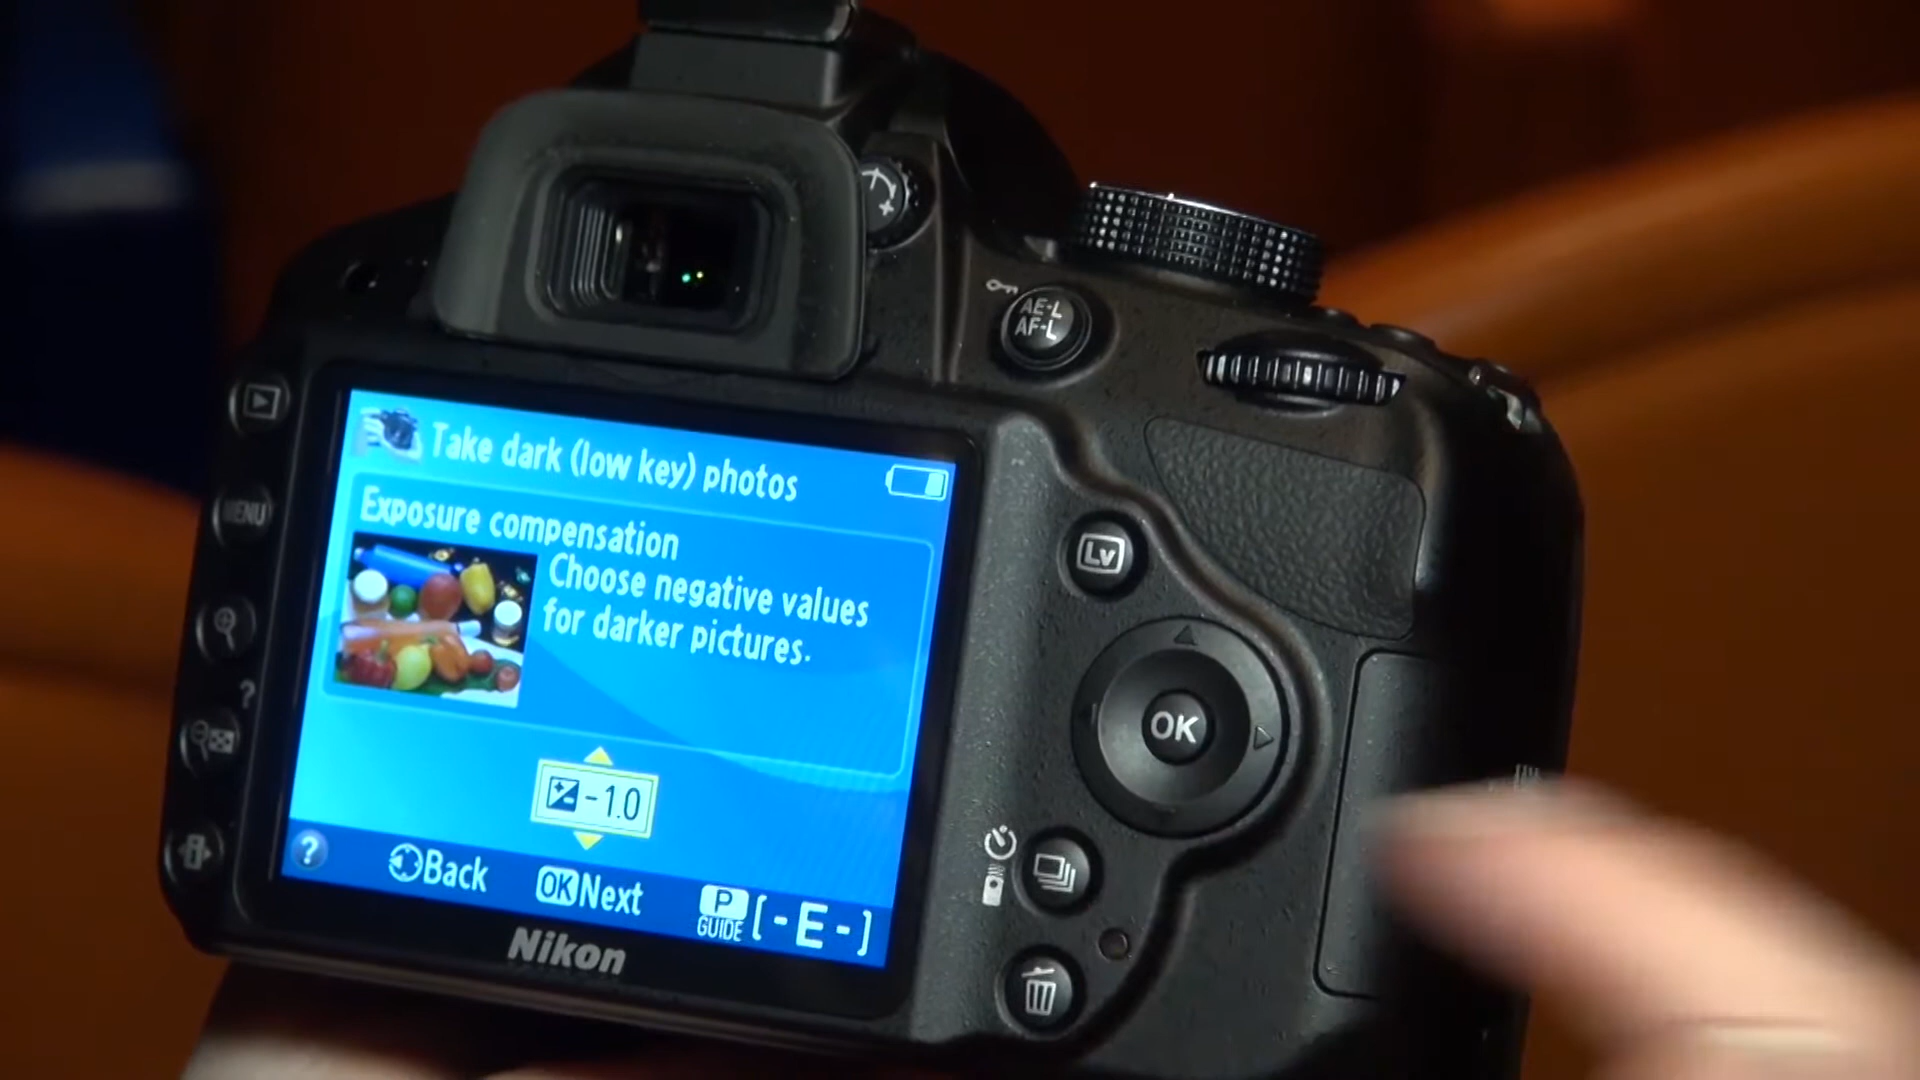 AE-L
AF-L
Take dark (low key) photos
Exposure compensation
Choose negative values
for darker pictures.
MENU
Lv
OK
?
-1.0
? Back OK Next P GUIDE [-E-]
Nikon